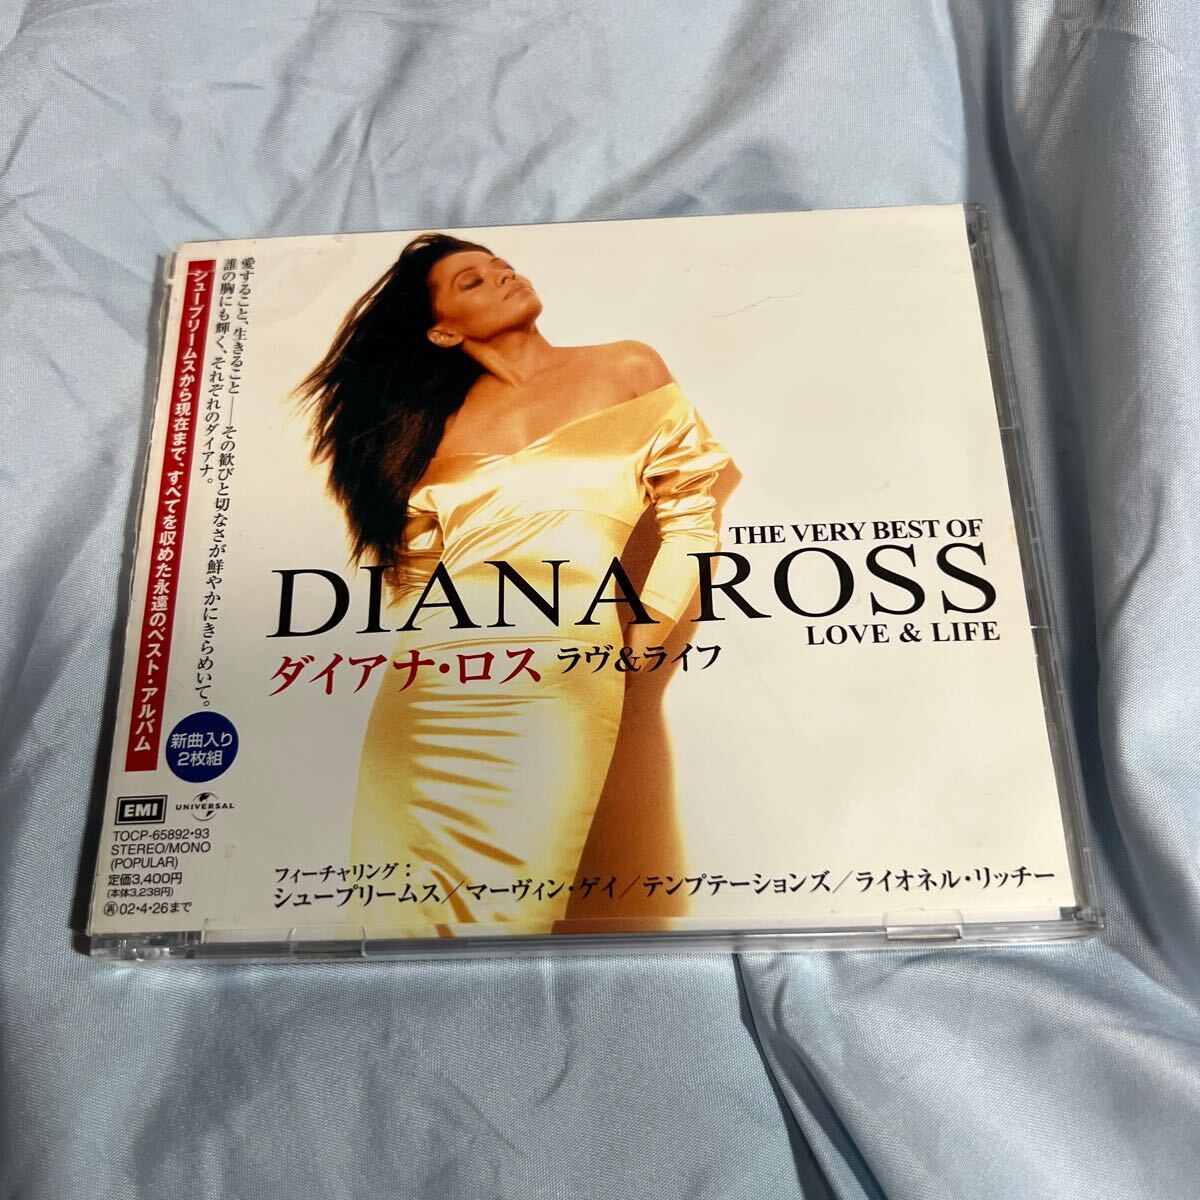 愛すること、生きること——その歓びと切なさが鮮やかにきらめいて。
誰の胸にも輝く、それぞれのダイアナ。
シュープリームスから現在まで、すべてを収めた永遠のベスト・アルバム
新曲入り
2枚組
EMI
UNIVERSAL
TOCP-65892・93
STEREO/MONO
(POPULAR)
定価3,400円
(本体3,238円)
再02・4・26まで
THE VERY BEST OF
DIANA ROSS
LOVE & LIFE
ダイアナ・ロス ラヴ&ライフ
フィーチャリング：
シュープリームス／マーヴィン・ゲイ／テンプテーションズ／ライオネル・リッチー